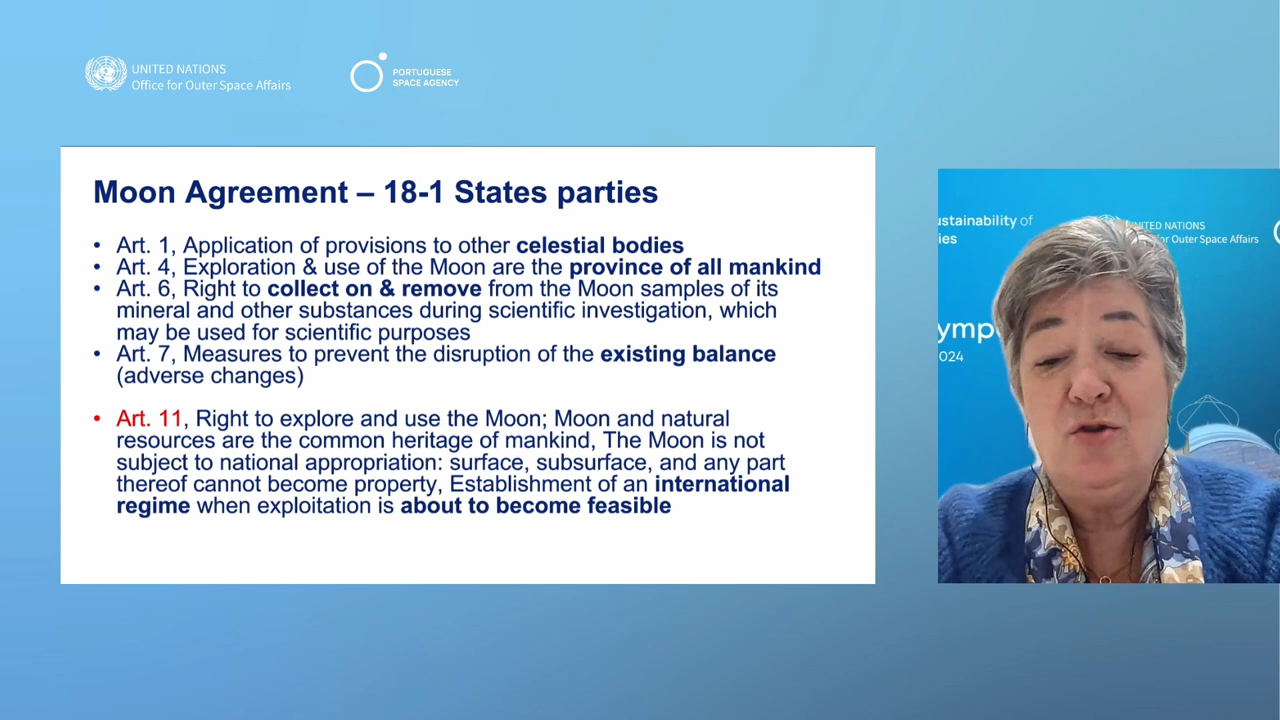 UNITED NATIONS
Office for Outer Space Affairs
PORTUGUESE
SPACE AGENCY
Moon Agreement – 18-1 States parties
• Art. 1, Application of provisions to other celestial bodies
• Art. 4, Exploration & use of the Moon are the province of all mankind
• Art. 6, Right to collect on & remove from the Moon samples of its
mineral and other substances during scientific investigation, which
may be used for scientific purposes
• Art. 7, Measures to prevent the disruption of the existing balance
(adverse changes)
• Art. 11, Right to explore and use the Moon; Moon and natural
resources are the common heritage of mankind, The Moon is not
subject to national appropriation: surface, subsurface, and any part
thereof cannot become property, Establishment of an international
regime when exploitation is about to become feasible
ustainability of
ies
NITED NATIONS
for Outer Space Affairs
ymp
024